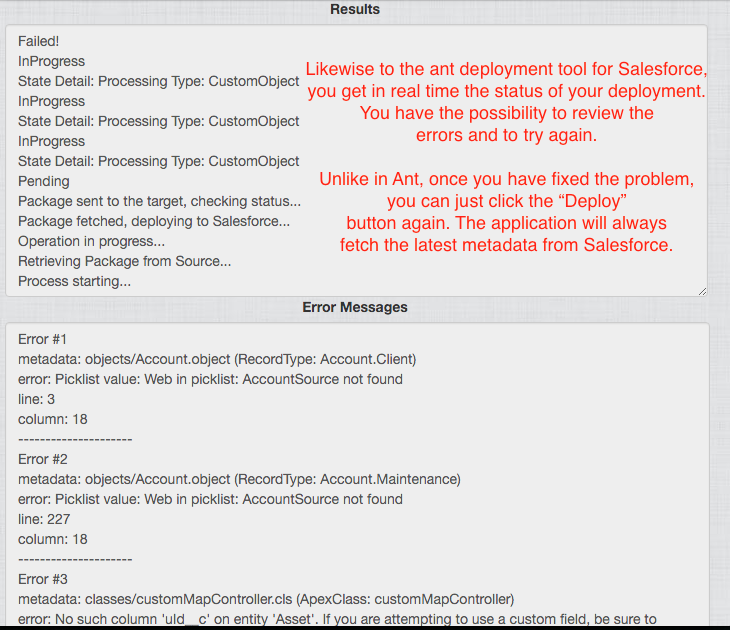 Results
Failed!
InProgress
State Detail: Processing Type: CustomObject
InProgress
State Detail: Processing Type: CustomObject
InProgress
State Detail: Processing Type: CustomObject
Pending
Package sent to the target, checking status...
Package fetched, deploying to Salesforce...
Operation in progress...
Retrieving Package from Source...
Process starting...
Likewise to the ant deployment tool for Salesforce,
you get in real time the status of your deployment.
You have the possibility to review the
errors and to try again.
Unlike in Ant, once you have fixed the problem,
you can just click the “Deploy”
button again. The application will always
fetch the latest metadata from Salesforce.
Error Messages
Error #1
metadata: objects/Account.object (RecordType: Account.Client)
error: Picklist value: Web in picklist: AccountSource not found
line: 3
column: 18
----------------------
Error #2
metadata: objects/Account.object (RecordType: Account.Maintenance)
error: Picklist value: Web in picklist: AccountSource not found
line: 227
column: 18
----------------------
Error #3
metadata: classes/customMapController.cls (ApexClass: customMapController)
error: No such column 'uId__c' on entity 'Asset'. If you are attempting to use a custom field, be sure to